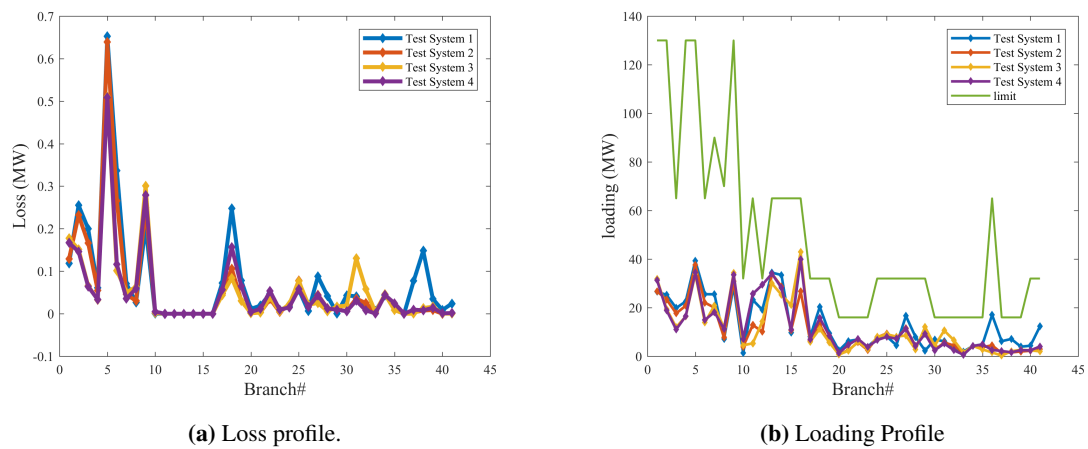 0.7
0.6
0.5
0.4
0.3
0.2
0.1
0
-0.1
0 5 10 15 20 25 30 35 40 45
Loss (MW)
Branch#
Test System 1
Test System 2
Test System 3
Test System 4
(a) Loss profile.
140
120
100
80
60
40
20
0
0 5 10 15 20 25 30 35 40 45
loading (MW)
Branch#
Test System 1
Test System 2
Test System 3
Test System 4
limit
(b) Loading Profile